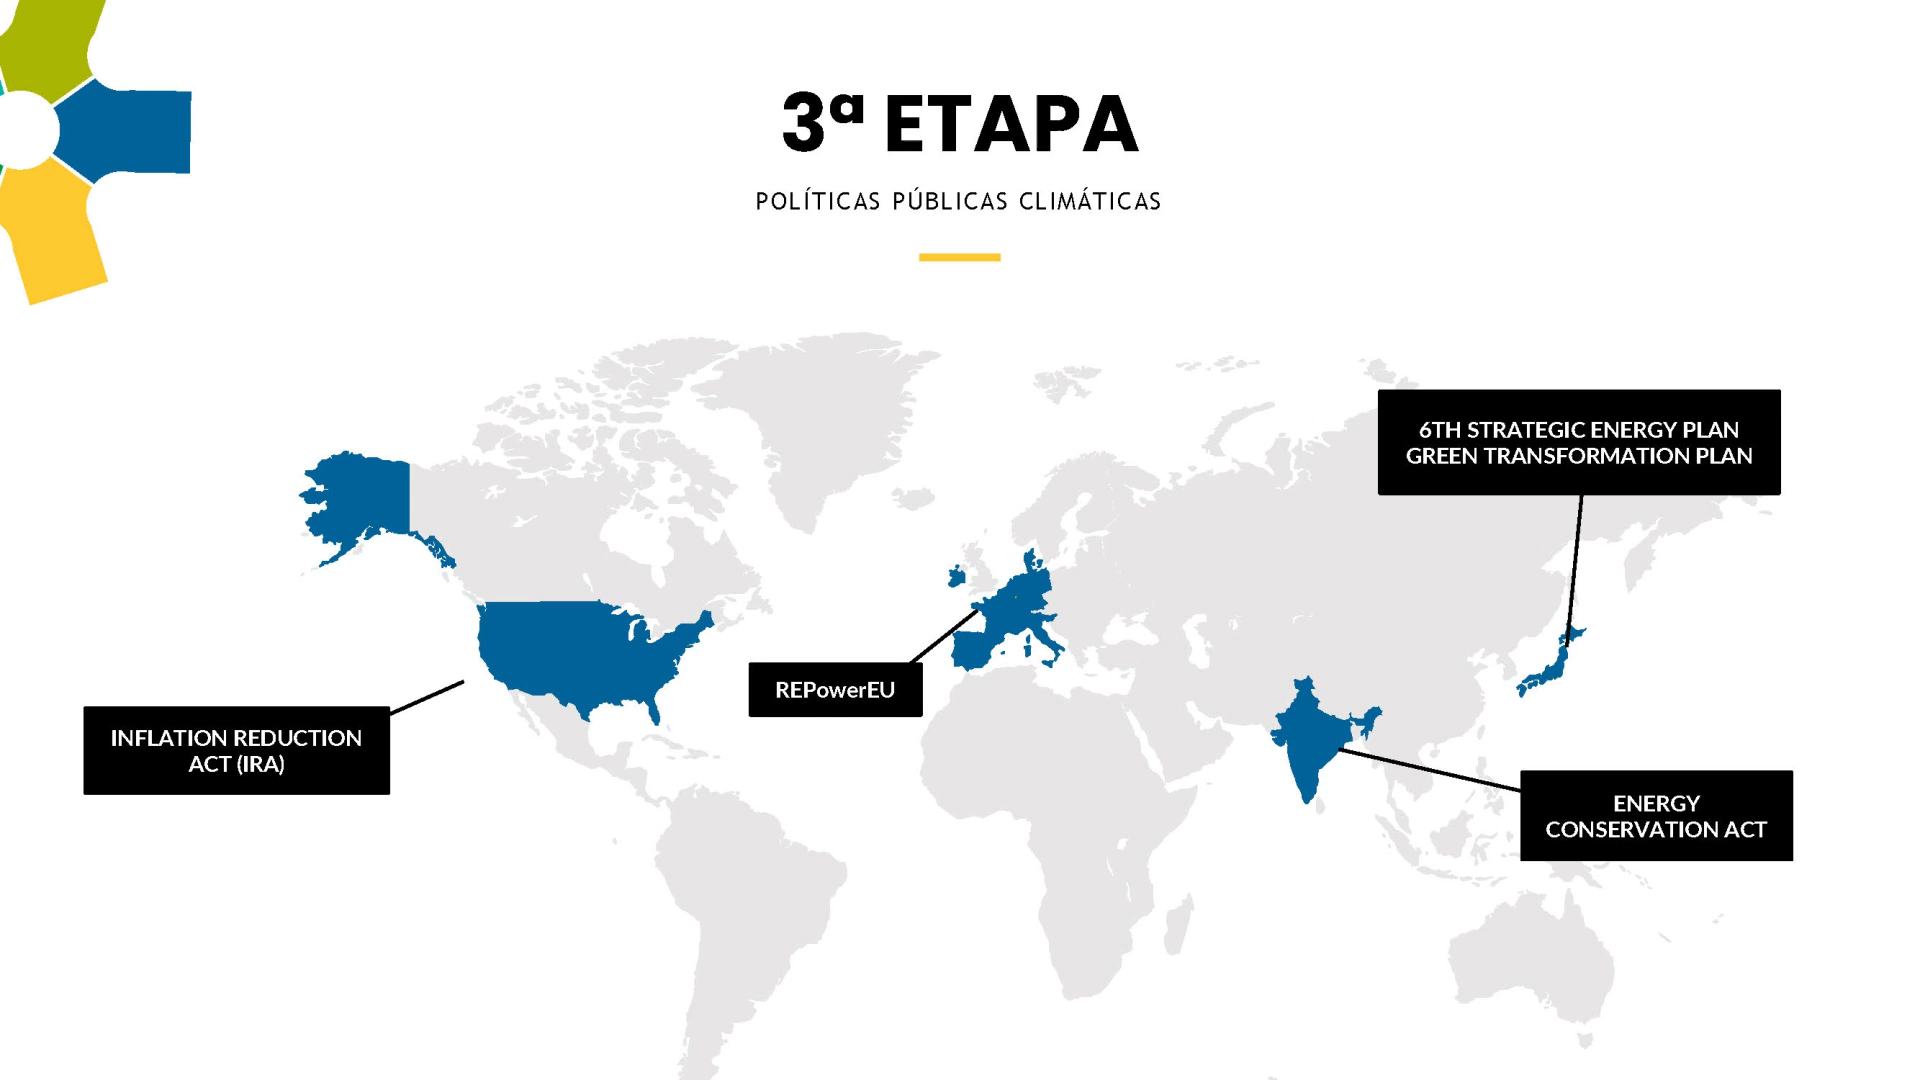 3ª ETAPA
POLÍTICAS PÚBLICAS CLIMÁTICAS
6TH STRATEGIC ENERGY PLAN
GREEN TRANSFORMATION PLAN
REPowerEU
INFLATION REDUCTION
ACT (IRA)
ENERGY
CONSERVATION ACT